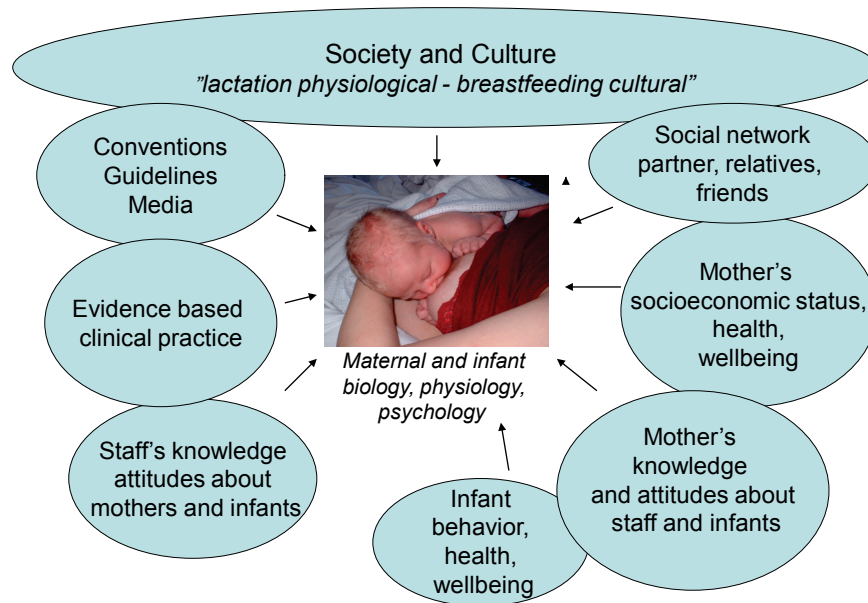 Society and Culture
”lactation physiological - breastfeeding cultural”
Conventions
Guidelines
Media
Social network
partner, relatives,
friends
Evidence based
clinical practice
Mother’s
socioeconomic status,
health,
wellbeing
Maternal and infant
biology, physiology,
psychology
Staff’s knowledge
attitudes about
mothers and infants
Mother’s
knowledge
and attitudes about
staff and infants
Infant
behavior,
health,
wellbeing